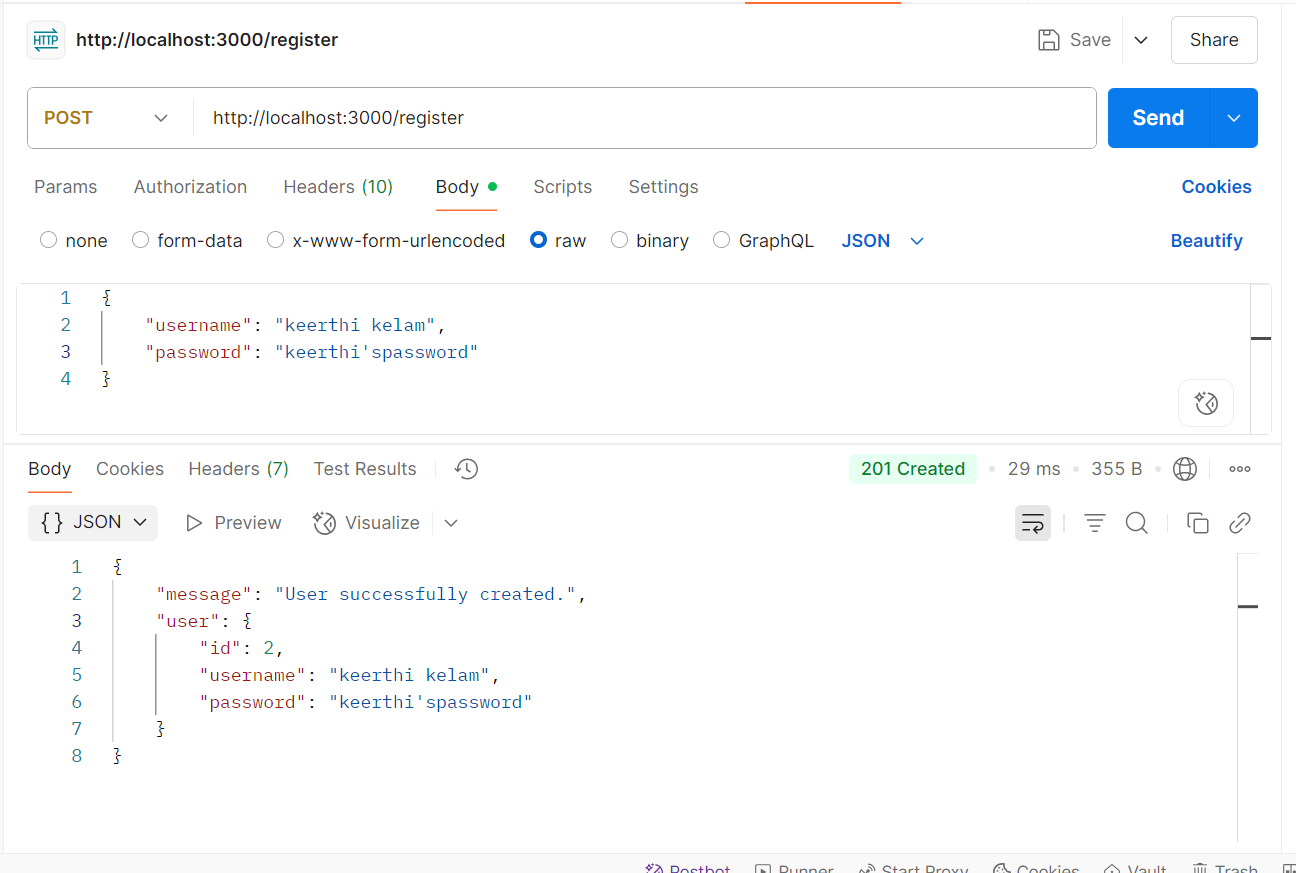 HTTP http://localhost:3000/register Save Share
POST http://localhost:3000/register Send
Params Authorization Headers (10) Body Scripts Settings Cookies
none form-data x-www-form-urlencoded raw binary GraphQL JSON Beautify
1 {
2 "username": "keerthi kelam",
3 "password": "keerthi'spassword"
4 }
Body Cookies Headers (7) Test Results 201 Created 29 ms 355 B
{} JSON Preview Visualize
1 {
2 "message": "User successfully created.",
3 "user": {
4 "id": 2,
5 "username": "keerthi kelam",
6 "password": "keerthi'spassword"
7 }
8 }
Postbot Runner Start Proxy Cookies Vault Trash